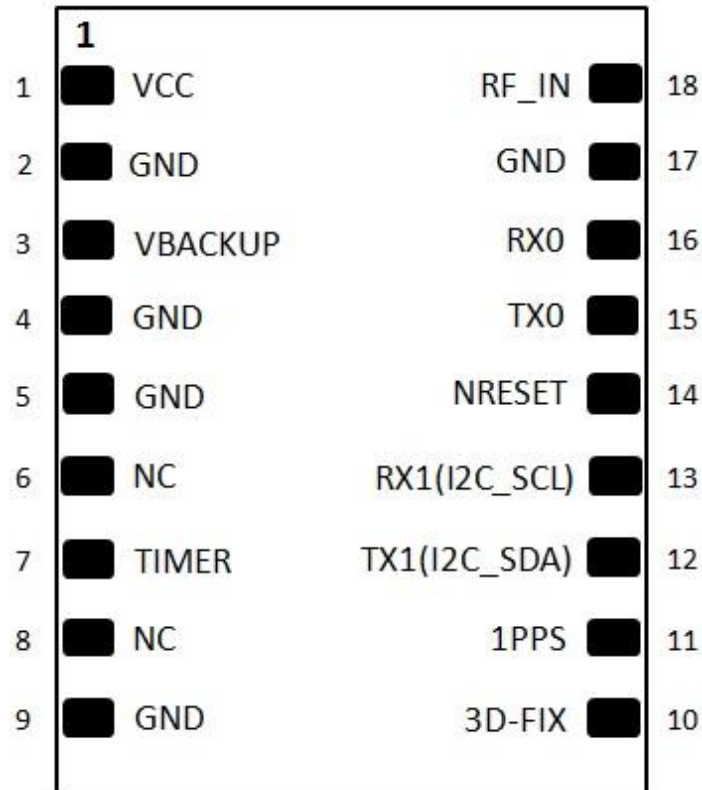 1
1 VCC RF_IN 18
2 GND GND 17
3 VBACKUP RX0 16
4 GND TX0 15
5 GND NRESET 14
6 NC RX1(I2C_SCL) 13
7 TIMER TX1(I2C_SDA) 12
8 NC 1PPS 11
9 GND 3D-FIX 10